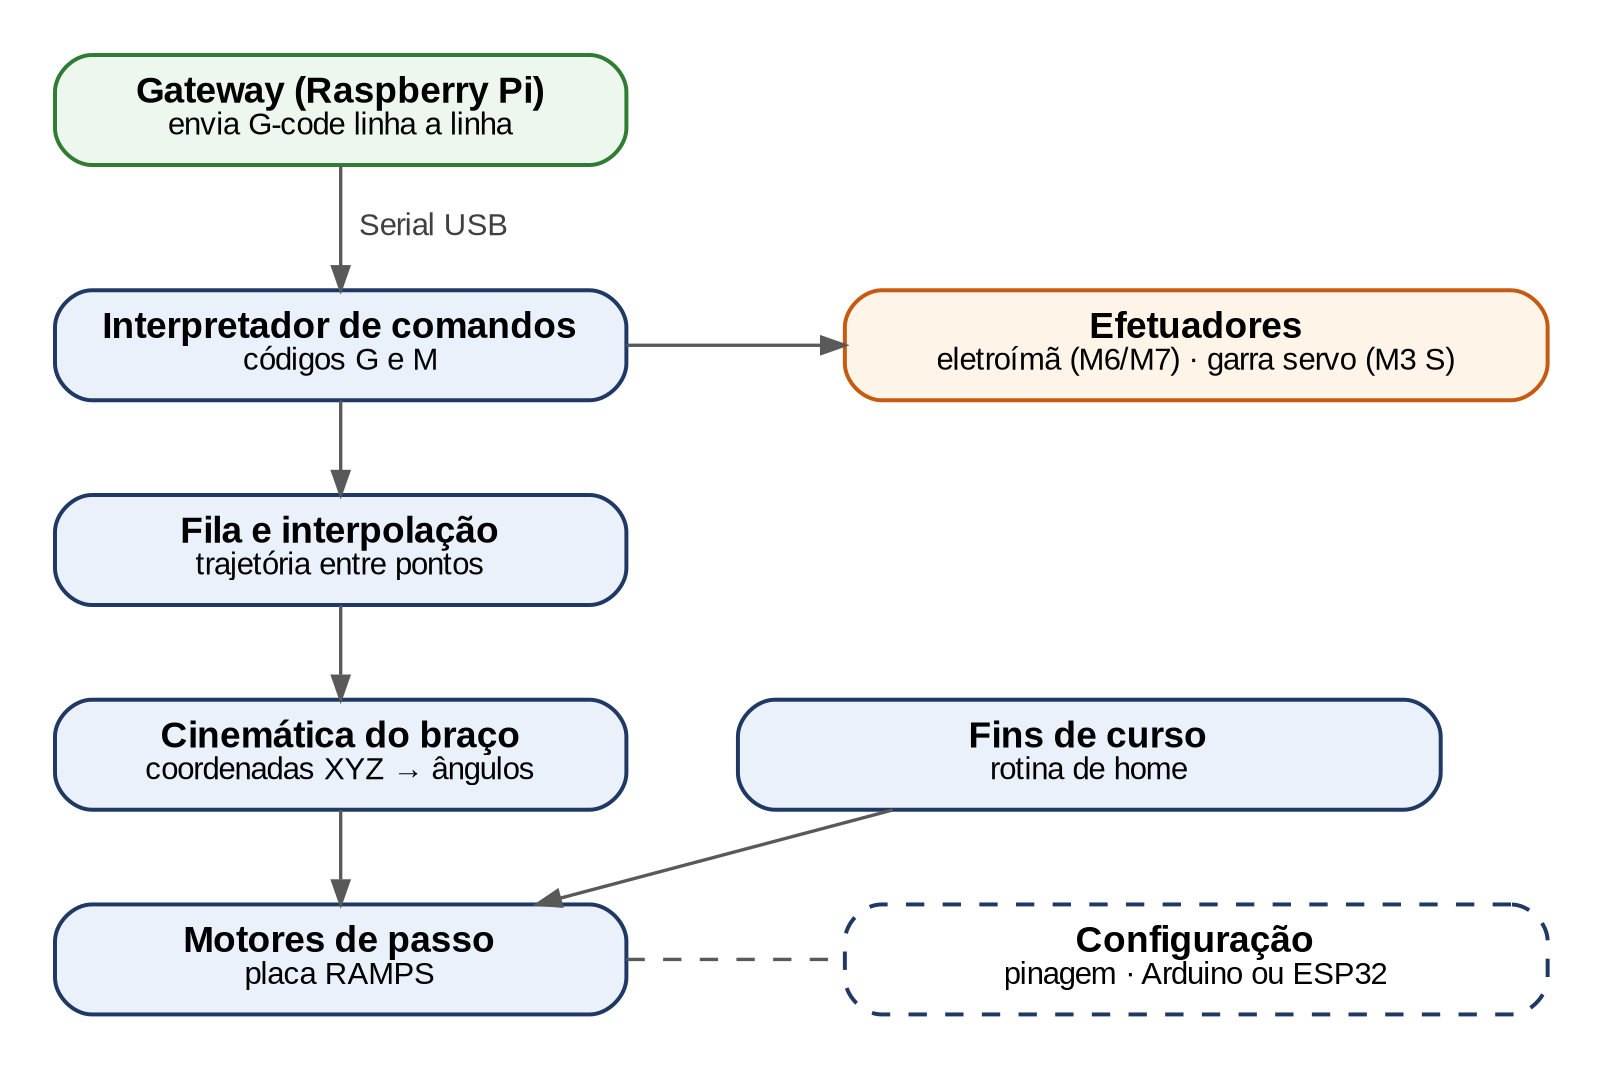 Gateway (Raspberry Pi)
envia G-code linha a linha
Serial USB
Interpretador de comandos
códigos G e M
Efetuadores
eletroímã (M6/M7) · garra servo (M3 S)
Fila e interpolação
trajetória entre pontos
Cinemática do braço
coordenadas XYZ → ângulos
Fins de curso
rotina de home
Motores de passo
placa RAMPS
Configuração
pinagem · Arduino ou ESP32